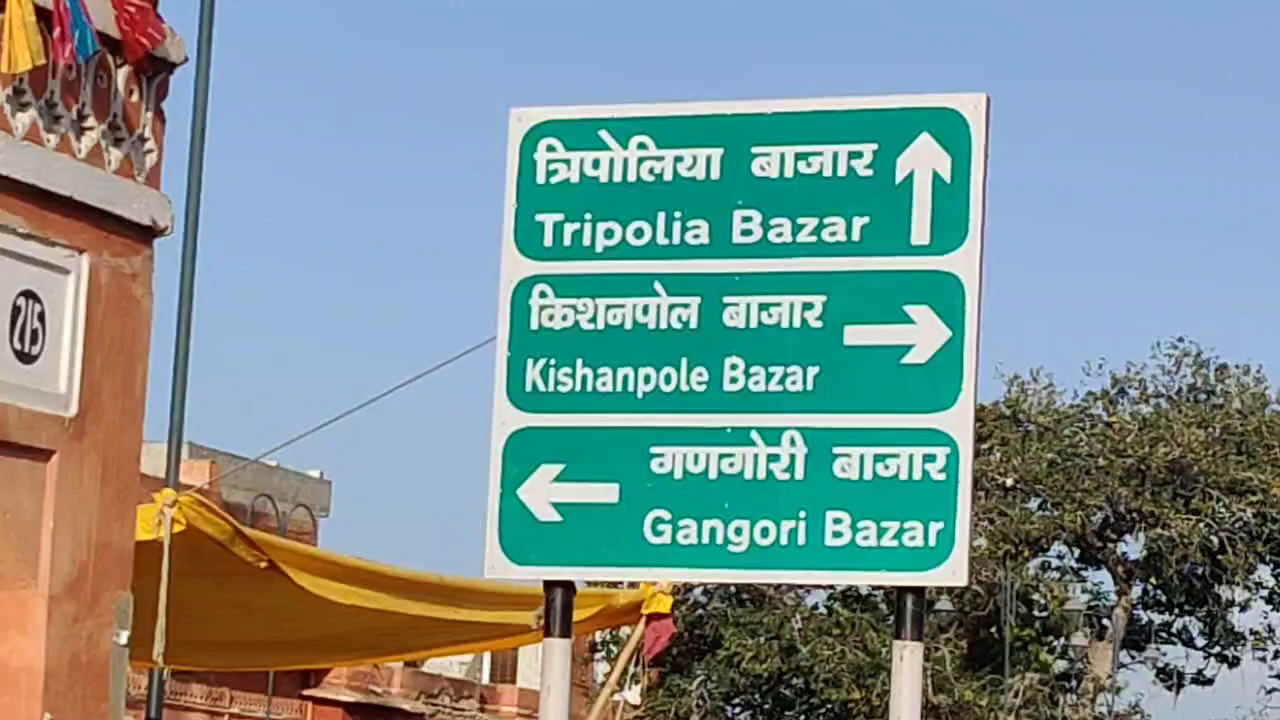 215
त्रिपोलिया बाजार
Tripolia Bazar
किशनपोल बाजार
Kishanpole Bazar
गणगोरी बाजार
Gangori Bazar